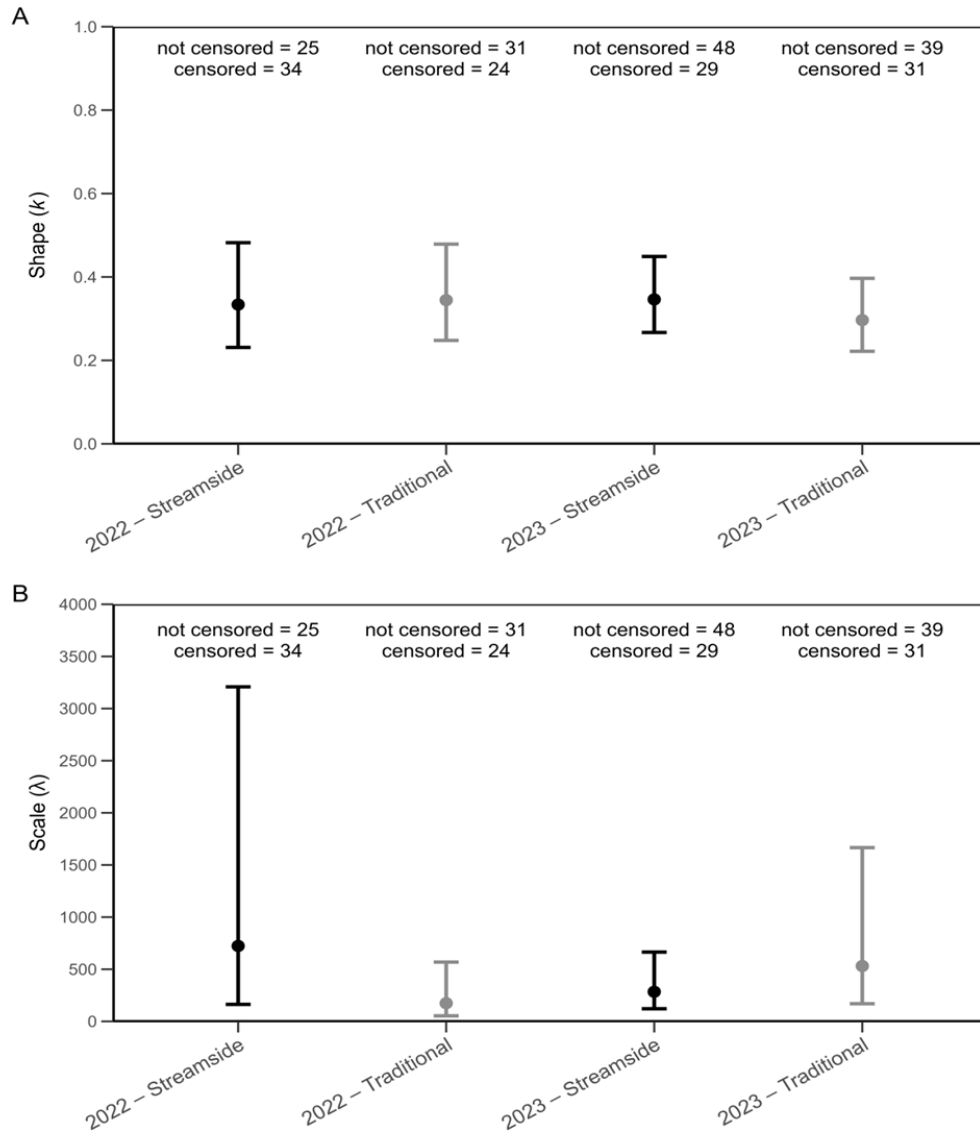 A
1.0
not censored = 25 not censored = 31 not censored = 48 not censored = 39
censored = 34 censored = 24 censored = 29 censored = 31
0.8
0.6
Shape (k)
0.4
0.2
0.0
2022 – Streamside 2022 – Traditional 2023 – Streamside 2023 – Traditional
B
4000
not censored = 25 not censored = 31 not censored = 48 not censored = 39
censored = 34 censored = 24 censored = 29 censored = 31
3500
3000
2500
Scale (λ)
2000
1500
1000
500
0
2022 – Streamside 2022 – Traditional 2023 – Streamside 2023 – Traditional